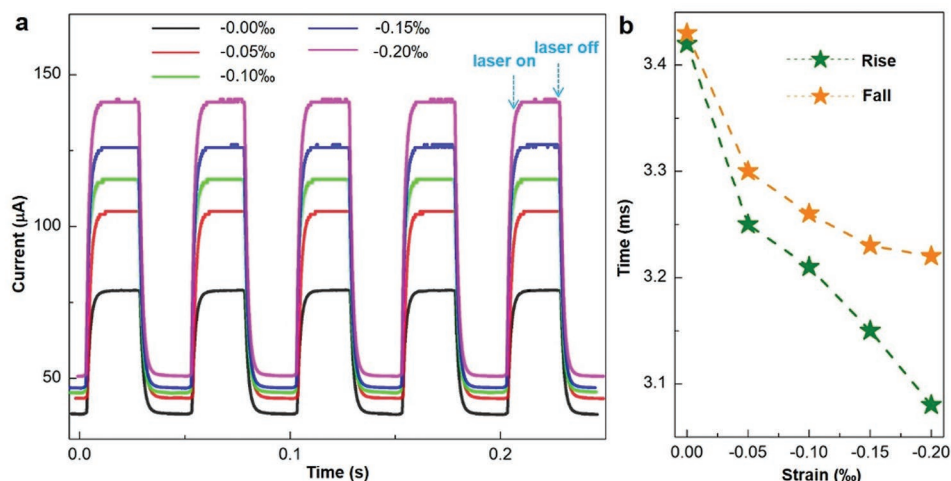 a
-0.00‰
-0.05‰
-0.10‰
-0.15‰
-0.20‰
laser on
laser off
150
100
50
Current (µA)
0.0
0.1
0.2
Time (s)
b
Rise
Fall
3.4
3.3
3.2
3.1
Time (ms)
0.00
-0.05
-0.10
-0.15
-0.20
Strain (‰)